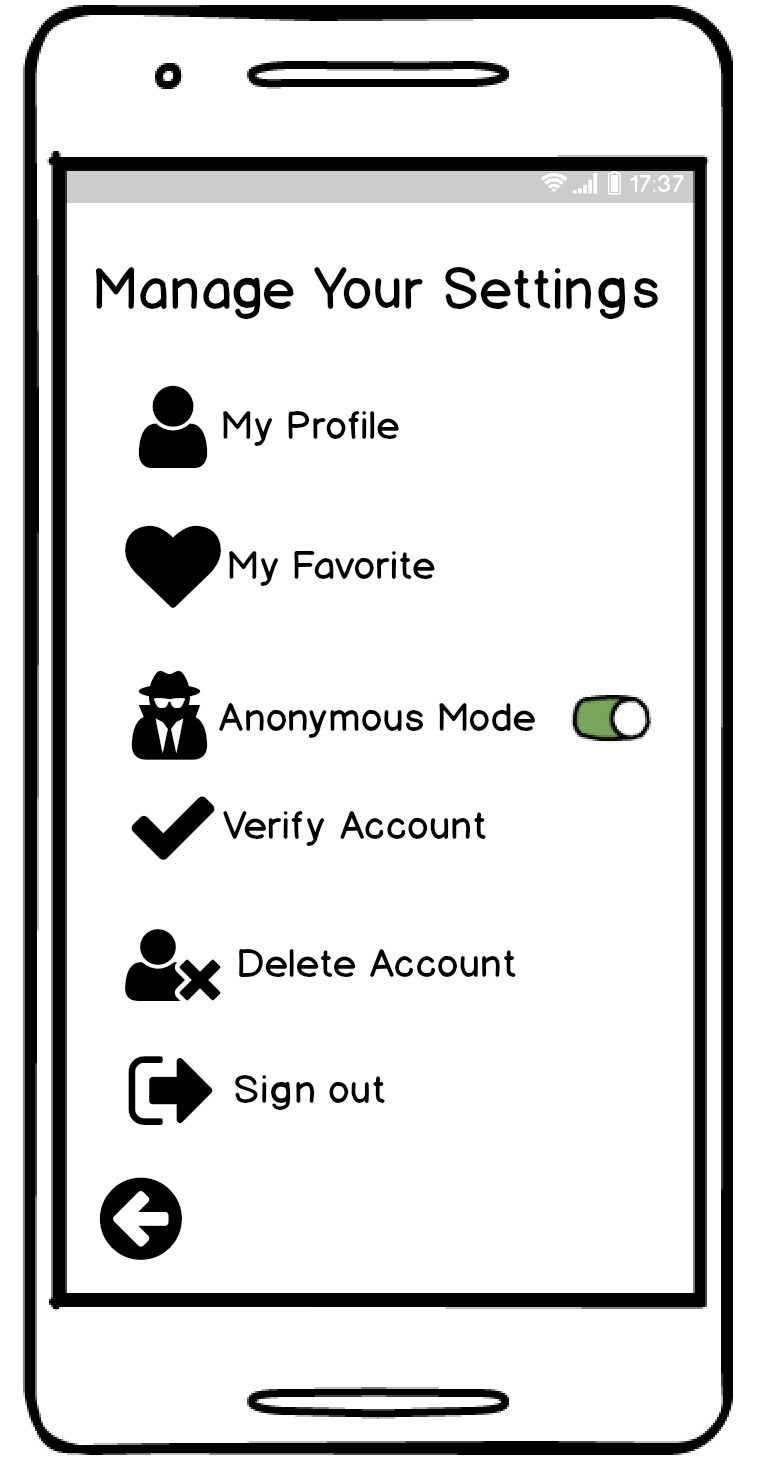 17:37
Manage Your Settings
My Profile
My Favorite
Anonymous Mode
Verify Account
Delete Account
Sign out